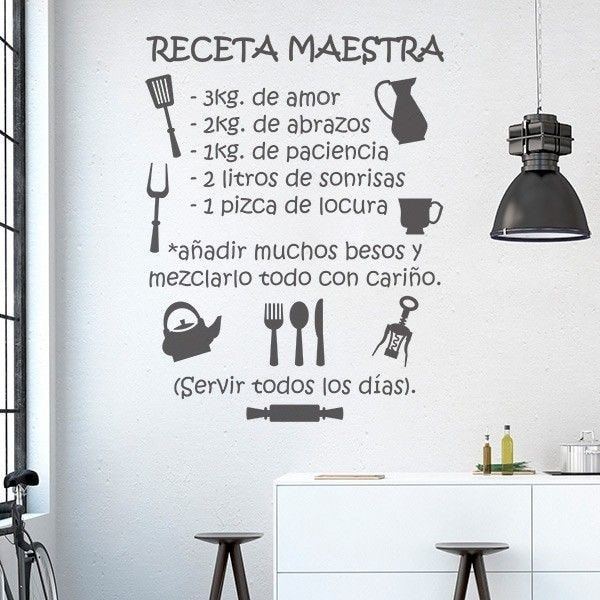 RECETA MAESTRA
- 3kg. de amor
- 2kg. de abrazos
- 1kg. de paciencia
- 2 litros de sonrisas
- 1 pizca de locura
*añadir muchos besos y
mezclarlo todo con cariño.
(Servir todos los días).